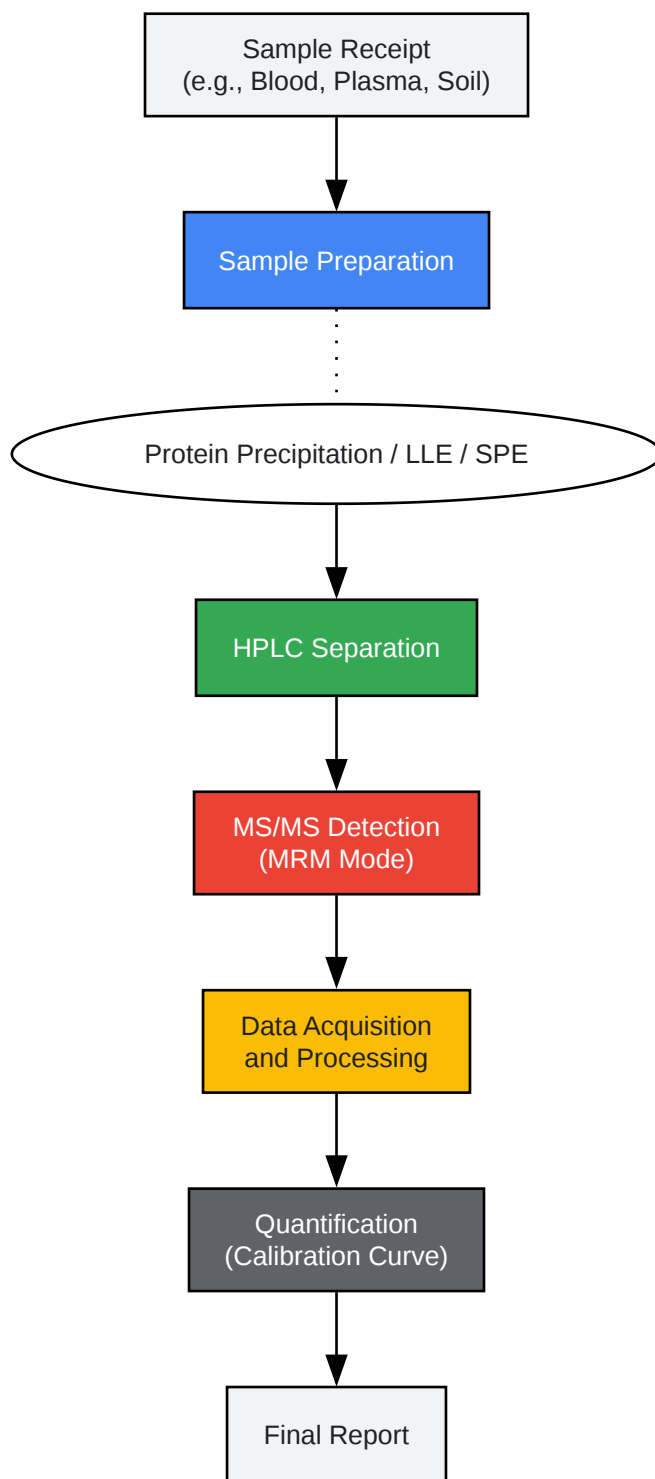 Sample Receipt
(e.g., Blood, Plasma, Soil)
Sample Preparation
Protein Precipitation / LLE / SPE
HPLC Separation
MS/MS Detection
(MRM Mode)
Data Acquisition
and Processing
Quantification
(Calibration Curve)
Final Report